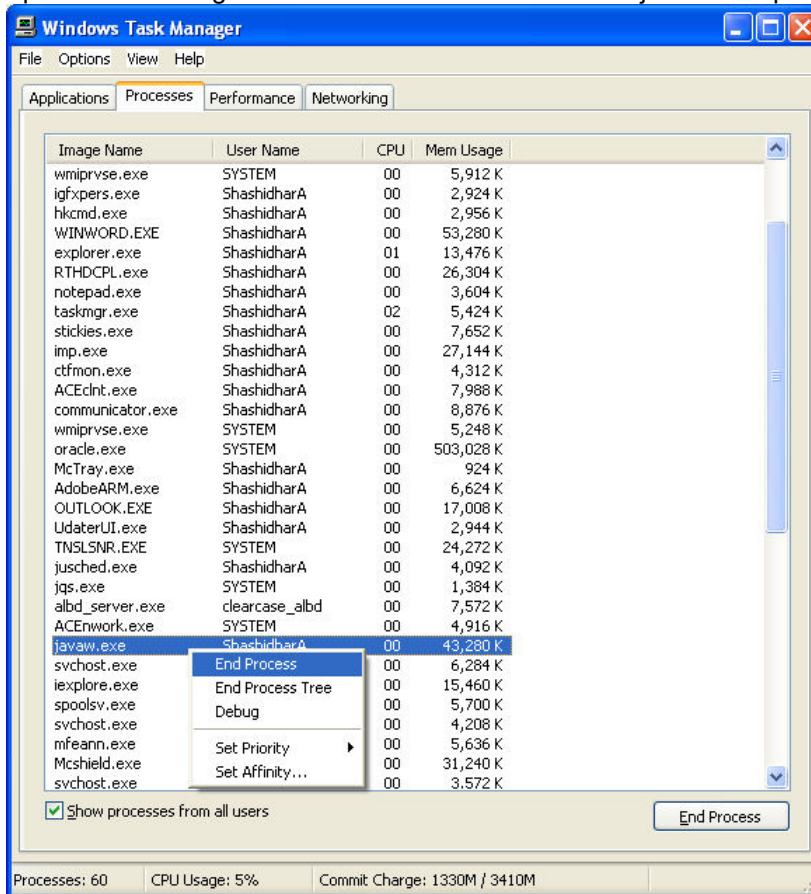 Windows Task Manager
File Options View Help
Applications Processes Performance Networking
Image Name User Name CPU Mem Usage
wmiprvse.exe SYSTEM 00 5,912 K
igfxpers.exe ShashidharA 00 2,924 K
hkcmd.exe ShashidharA 00 2,956 K
WINWORD.EXE ShashidharA 00 53,280 K
explorer.exe ShashidharA 01 13,476 K
RTHDCPL.exe ShashidharA 00 26,304 K
notepad.exe ShashidharA 00 3,604 K
taskmgr.exe ShashidharA 02 5,424 K
stickies.exe ShashidharA 00 7,652 K
imp.exe ShashidharA 00 27,144 K
ctfmon.exe ShashidharA 00 4,312 K
ACEclnt.exe ShashidharA 00 7,988 K
communicator.exe ShashidharA 00 8,876 K
wmiprvse.exe SYSTEM 00 5,248 K
oracle.exe SYSTEM 00 503,028 K
McTray.exe ShashidharA 00 924 K
AdobeARM.exe ShashidharA 00 6,624 K
OUTLOOK.EXE ShashidharA 00 17,008 K
UdaterUI.exe ShashidharA 00 2,944 K
TNSLSNR.EXE SYSTEM 00 24,272 K
jusched.exe ShashidharA 00 4,092 K
jqs.exe SYSTEM 00 1,384 K
albd_server.exe clearcase_albd 00 7,572 K
ACEnwork.exe SYSTEM 00 4,916 K
javaw.exe ShashidharA 00 43,280 K
svchost.exe End Process 00 6,284 K
iexplore.exe End Process Tree 00 15,460 K
spoolsv.exe Debug 00 5,700 K
svchost.exe 00 4,208 K
mfeann.exe Set Priority 00 5,636 K
Mcshield.exe Set Affinity... 00 31,240 K
svchost.exe 00 3,572 K
Show processes from all users End Process
Processes: 60 CPU Usage: 5% Commit Charge: 1330M / 3410M